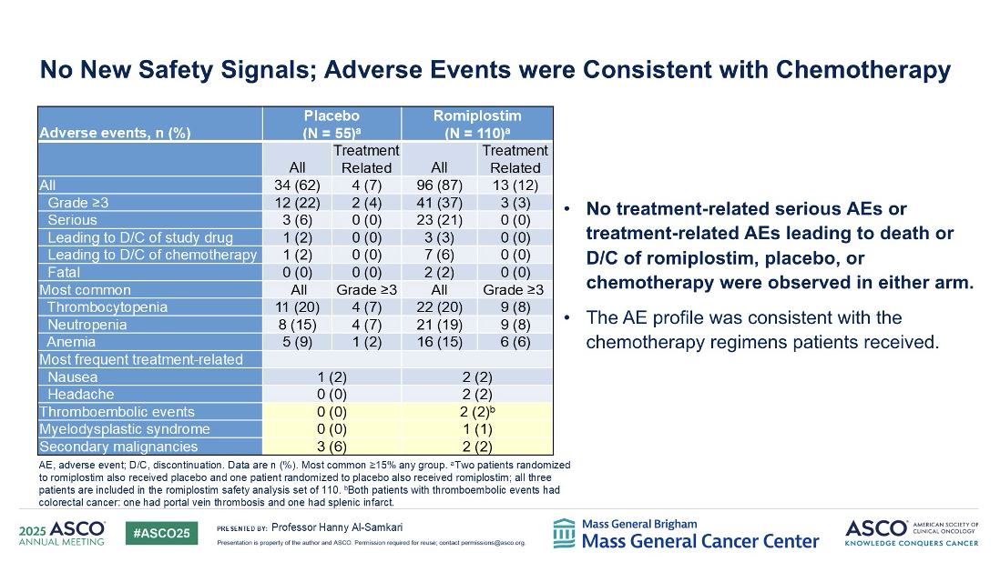 No New Safety Signals; Adverse Events were Consistent with Chemotherapy
Adverse events, n (%) Placebo (N = 55)ᵃ Romiplostim (N = 110)ᵃ
All Treatment Related All Treatment Related
All 34 (62) 4 (7) 96 (87) 13 (12)
Grade ≥3 12 (22) 2 (4) 41 (37) 3 (3)
Serious 3 (6) 0 (0) 23 (21) 0 (0)
Leading to D/C of study drug 1 (2) 0 (0) 3 (3) 0 (0)
Leading to D/C of chemotherapy 1 (2) 0 (0) 7 (6) 0 (0)
Fatal 0 (0) 0 (0) 2 (2) 0 (0)
Most common All Grade ≥3 All Grade ≥3
Thrombocytopenia 11 (20) 4 (7) 22 (20) 9 (8)
Neutropenia 8 (15) 4 (7) 21 (19) 9 (8)
Anemia 5 (9) 1 (2) 16 (15) 6 (6)
Most frequent treatment-related
Nausea 1 (2) 2 (2)
Headache 0 (0) 2 (2)
Thromboembolic events 0 (0) 2 (2)ᵇ
Myelodysplastic syndrome 0 (0) 1 (1)
Secondary malignancies 3 (6) 2 (2)
• No treatment-related serious AEs or
treatment-related AEs leading to death or
D/C of romiplostim, placebo, or
chemotherapy were observed in either arm.
• The AE profile was consistent with the
chemotherapy regimens patients received.
AE, adverse event; D/C, discontinuation. Data are n (%). Most common ≥15% any group. ᵃTwo patients randomized
to romiplostim also received placebo and one patient randomized to placebo also received romiplostim; all three
patients are included in the romiplostim safety analysis set of 110. ᵇBoth patients with thromboembolic events had
colorectal cancer: one had portal vein thrombosis and one had splenic infarct.
2025 ASCO
ANNUAL MEETING
#ASCO25
PRESENTED BY: Professor Hanny Al-Samkari
Presentation is property of the author and ASCO. Permission required for reuse; contact permissions@asco.org.
Mass General Brigham
Mass General Cancer Center
ASCO AMERICAN SOCIETY OF
CLINICAL ONCOLOGY
KNOWLEDGE CONQUERS CANCER